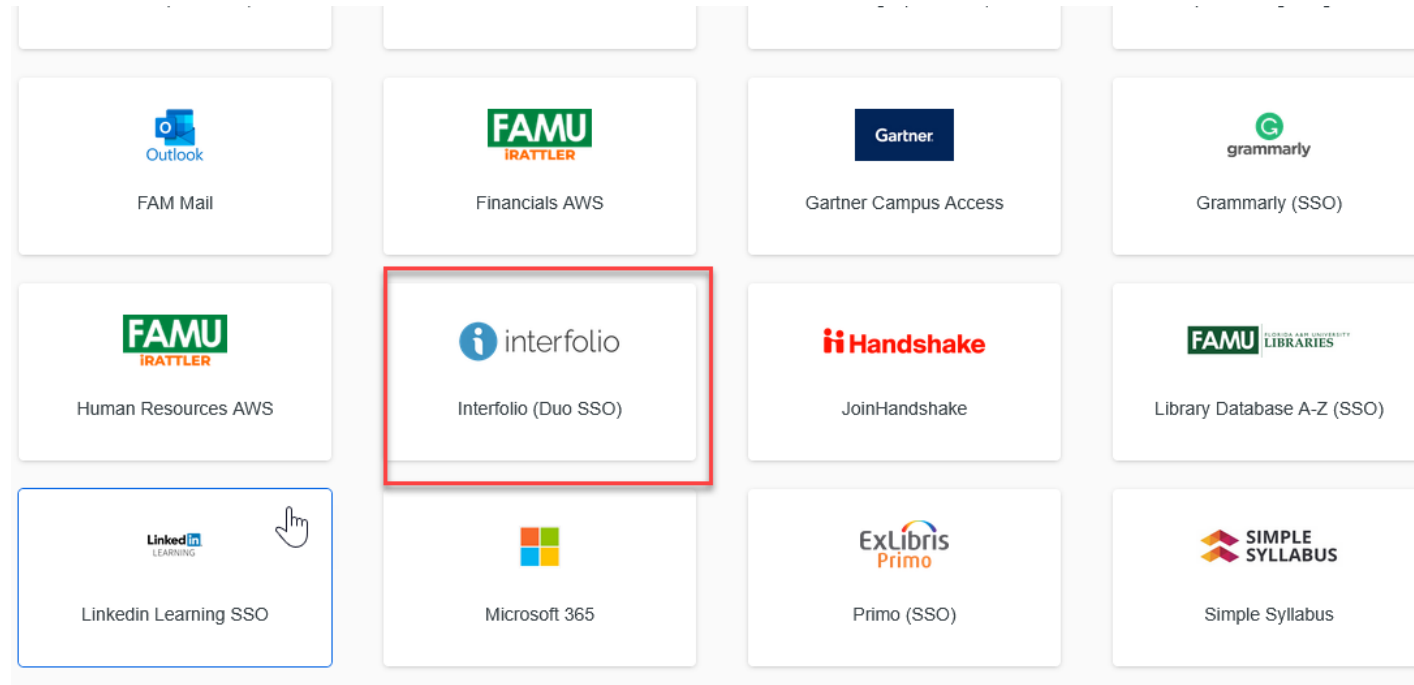 Outlook
FAM Mail
FAMU
iRATTLER
Financials AWS
Gartner
Gartner Campus Access
grammarly
Grammarly (SSO)
FAMU
iRATTLER
Human Resources AWS
interfolio
Interfolio (Duo SSO)
Handshake
JoinHandshake
FAMU FLORIDA A&M UNIVERSITY
LIBRARIES
Library Database A-Z (SSO)
Linked in
LEARNING
Linkedin Learning SSO
Microsoft 365
ExLibris
Primo
Primo (SSO)
SIMPLE
SYLLABUS
Simple Syllabus